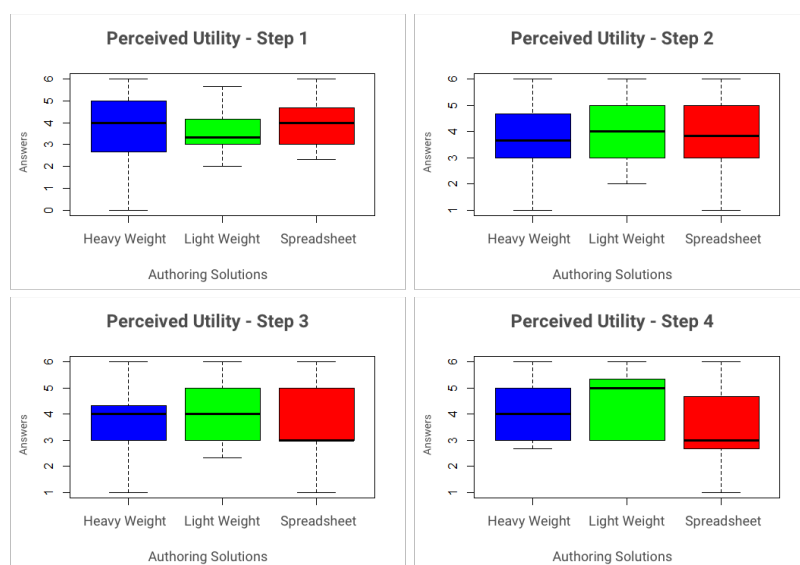 Perceived Utility - Step 1
Answers
6
5
4
3
2
1
0
Heavy Weight Light Weight Spreadsheet
Authoring Solutions
Perceived Utility - Step 2
Answers
6
5
4
3
2
1
Heavy Weight Light Weight Spreadsheet
Authoring Solutions
Perceived Utility - Step 3
Answers
6
5
4
3
2
1
Heavy Weight Light Weight Spreadsheet
Authoring Solutions
Perceived Utility - Step 4
Answers
6
5
4
3
2
1
Heavy Weight Light Weight Spreadsheet
Authoring Solutions